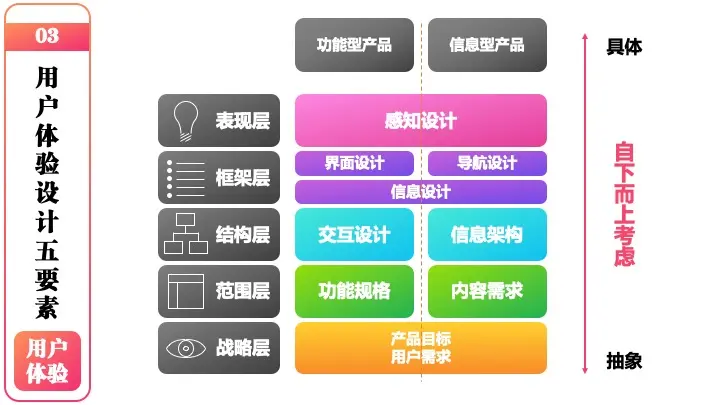 03
用户体验设计五要素
用户
体验
功能型产品
信息型产品
具体
表现层
感知设计
框架层
界面设计
导航设计
信息设计
结构层
交互设计
信息架构
范围层
功能规格
内容需求
战略层
产品目标
用户需求
自下而上考虑
抽象